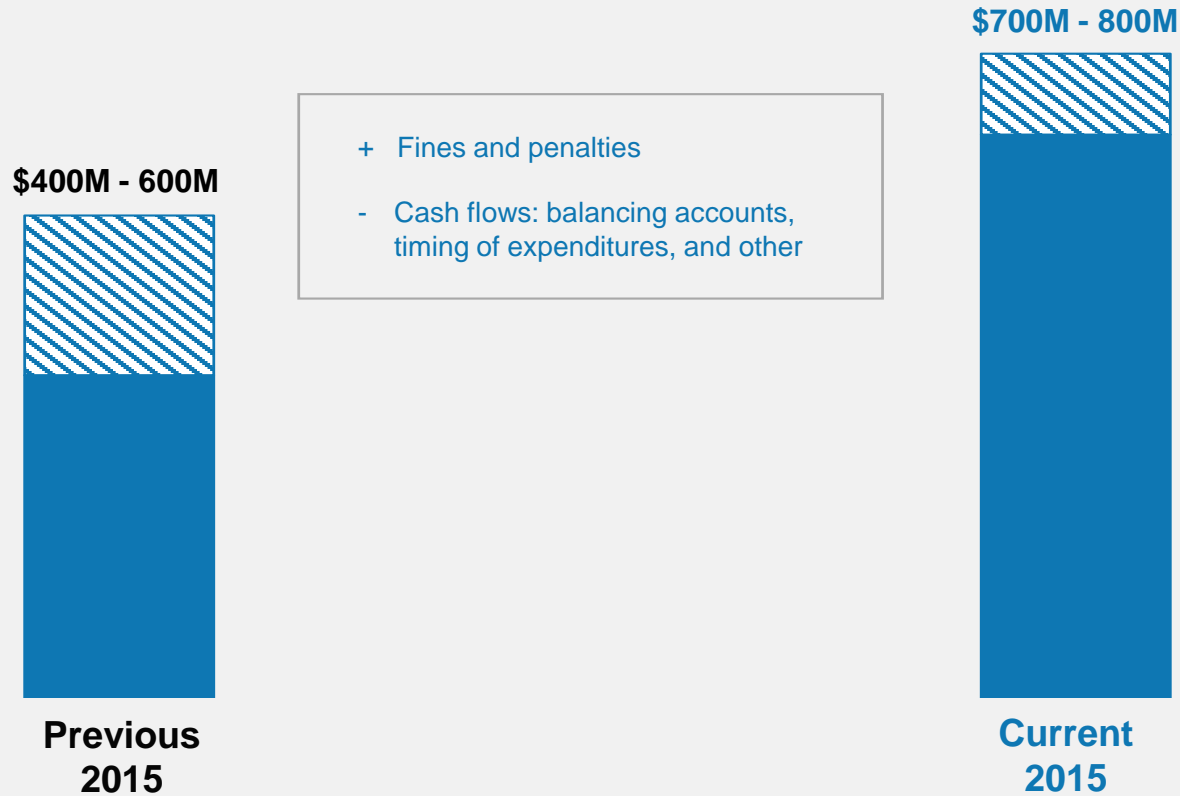 $700M - 800M
$400M - 600M
+ Fines and penalties
- Cash flows: balancing accounts,
timing of expenditures, and other
Previous
2015
Current
2015